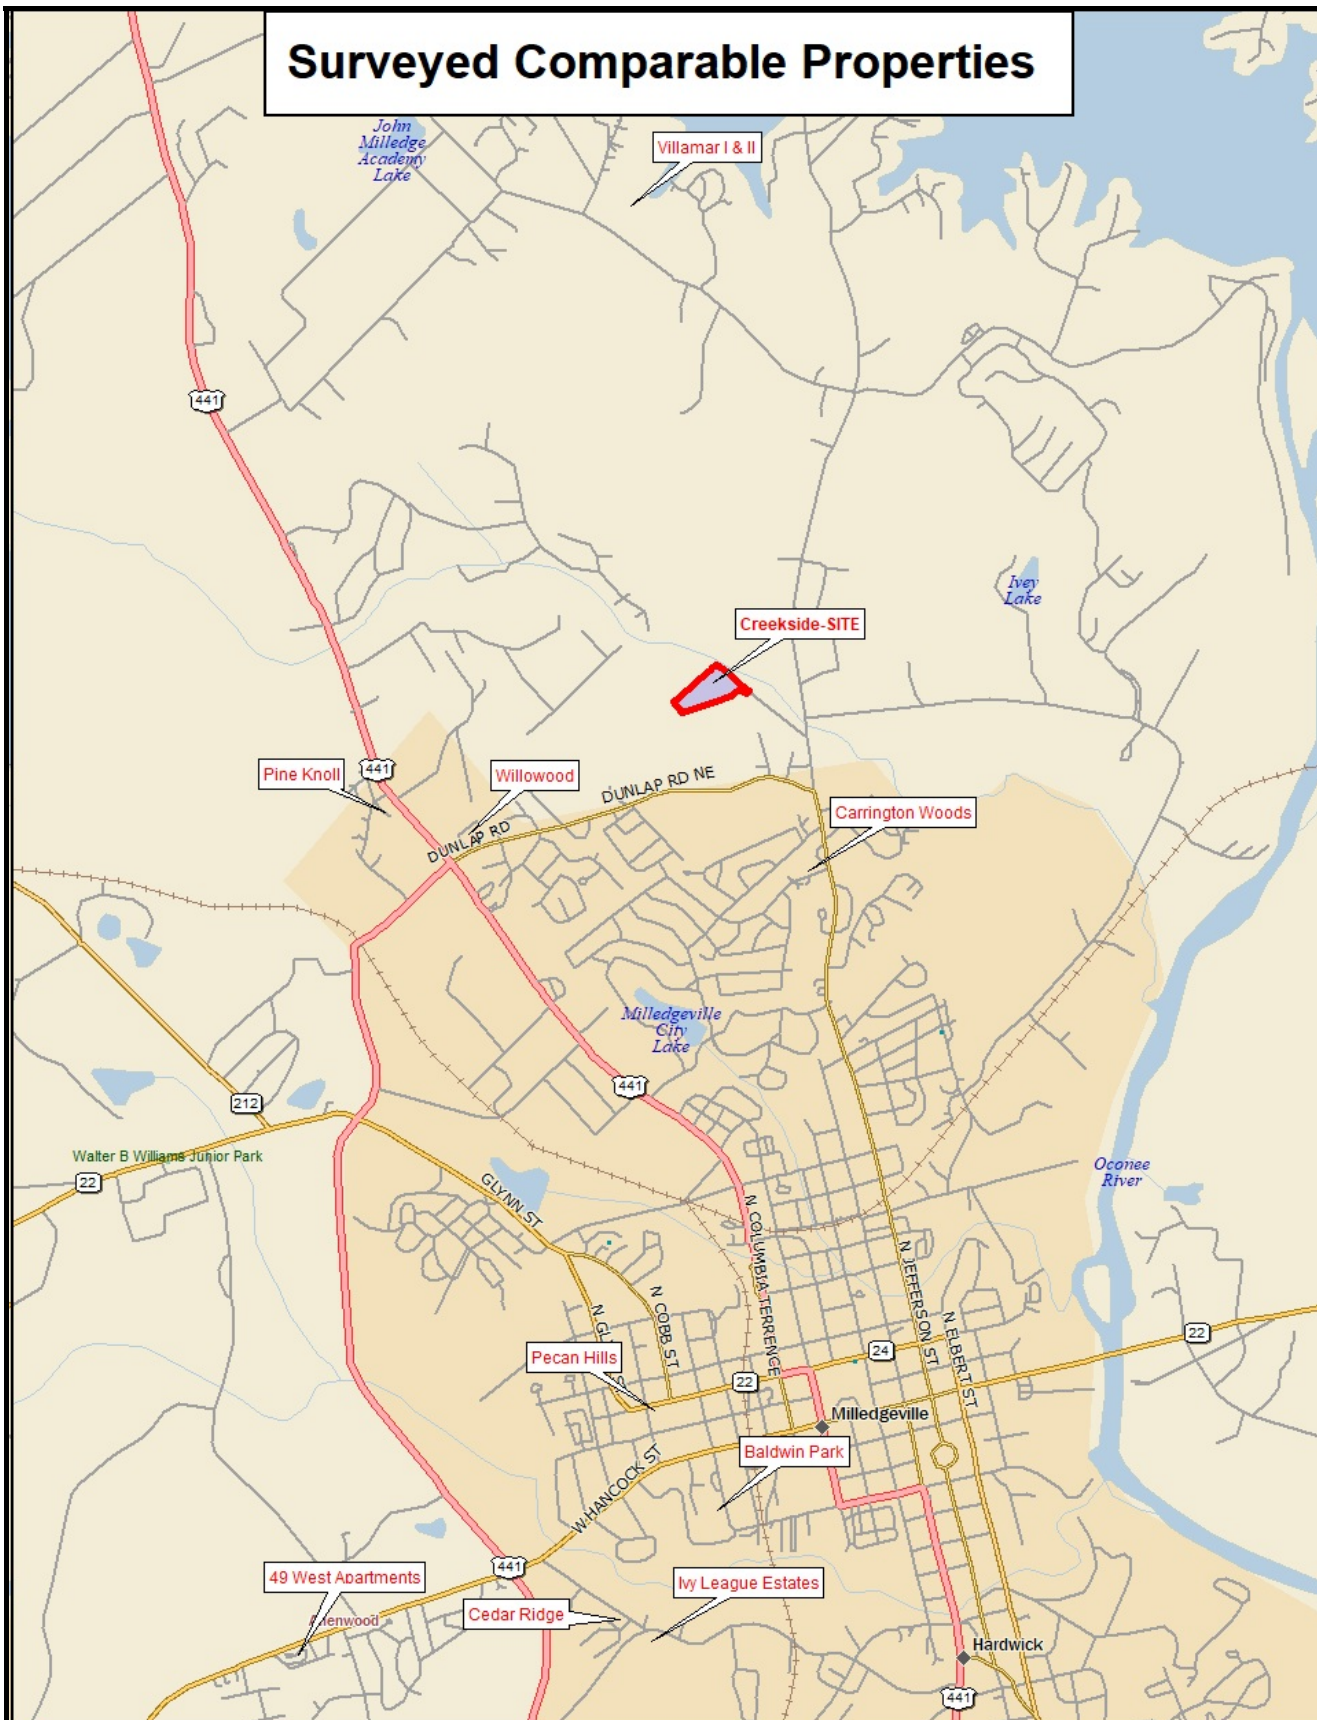 Surveyed Comparable Properties
John
Milledge
Academy
Lake
Villamar I & II
441
Ivey
Lake
Creekside-SITE
Pine Knoll
441
Willowood
DUNLAP RD NE
DUNLAP RD
Carrington Woods
Milledgeville
City
Lake
441
212
Walter B Williams Junior Park
22
Oconee
River
GLYNN ST
N COLUMBIA TERRENCE
N JEFFERSON ST
N ELBERT ST
N COBB ST
22
24
Pecan Hills
22
Milledgeville
Baldwin Park
W HANCOCK ST
441
49 West Apartments
Ivy League Estates
Cedar Ridge
Hardwick
441